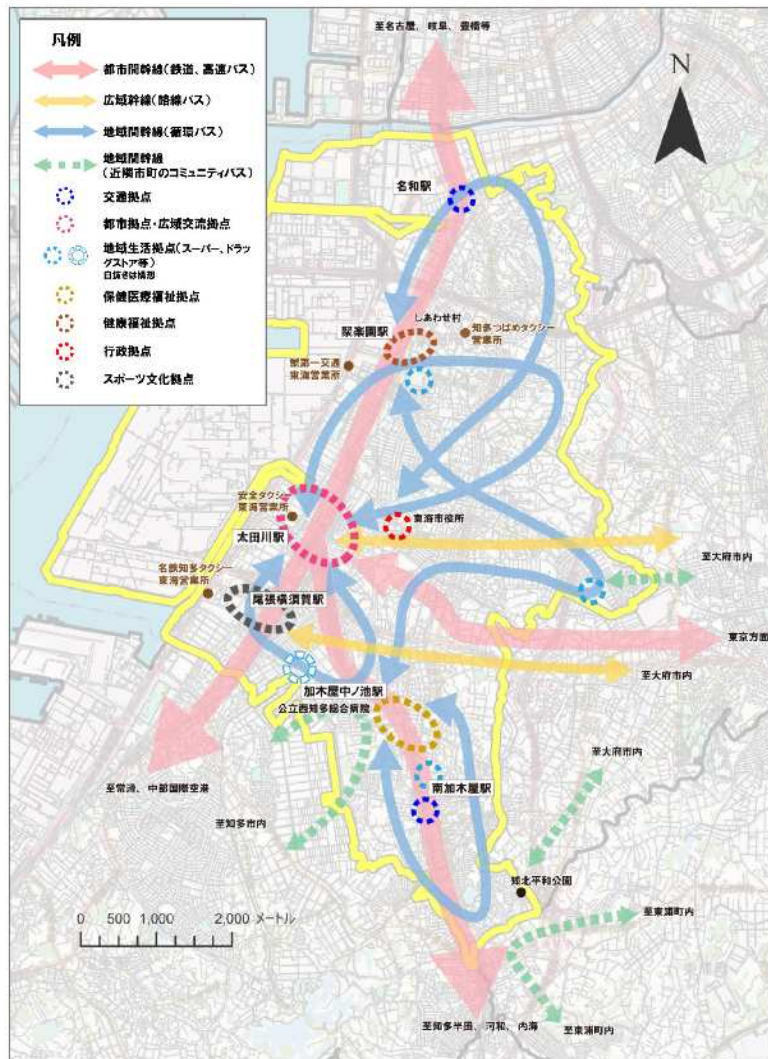 至名古屋、岐阜、豊橋等
凡例
都市間幹線(鉄道、高速バス)
広域幹線(路線バス)
地域間幹線(循環バス)
地域間幹線
(近隣市町のコミュニティバス)
交通拠点
都市拠点・広域交流拠点
地域生活拠点(スーパー、ドラッ
グストア等)
白抜きは構想
保健医療福祉拠点
健康福祉拠点
行政拠点
スポーツ文化拠点
N
名和駅
しあわせ村
聚楽園駅
知多つばめタクシー
営業所
第一交通
東海営業所
安全タクシー
東海営業所
太田川駅
東海市役所
名鉄知多タクシー
東海営業所
至大府市内
尾張横須賀駅
東京方面
至大府市内
加木屋中ノ池駅
公立西知多総合病院
至大府市内
南加木屋駅
至常滑、中部国際空港
至知多市内
知北平和公園
0 500 1,000 2,000 メートル
至東浦町内
至知多半田、河和、内海
至東浦町内